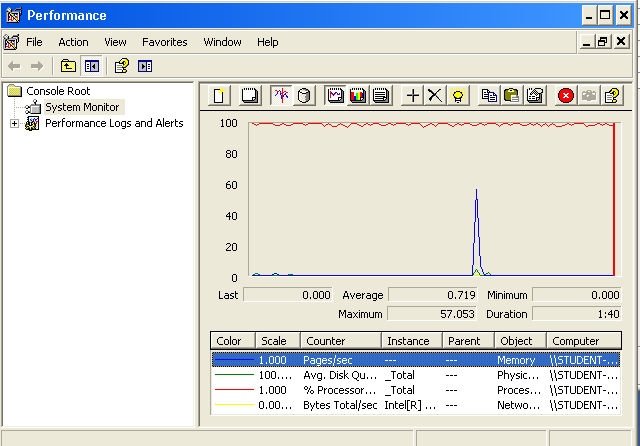 Performance
File Action View Favorites Window Help
Console Root
System Monitor
Performance Logs and Alerts
100
80
60
40
20
0
Last 0.000 Average 0.719 Minimum 0.000
Maximum 57.053 Duration 1:40
Color Scale Counter Instance Parent Object Computer
1.000 Pages/sec --- --- Memory \\STUDENT-...
100.... Avg. Disk Qu... _Total --- Physic... \\STUDENT-...
1.000 % Processor... _Total --- Proces... \\STUDENT-...
0.00... Bytes Total/sec Intel[R] ... --- Netwo... \\STUDENT-...